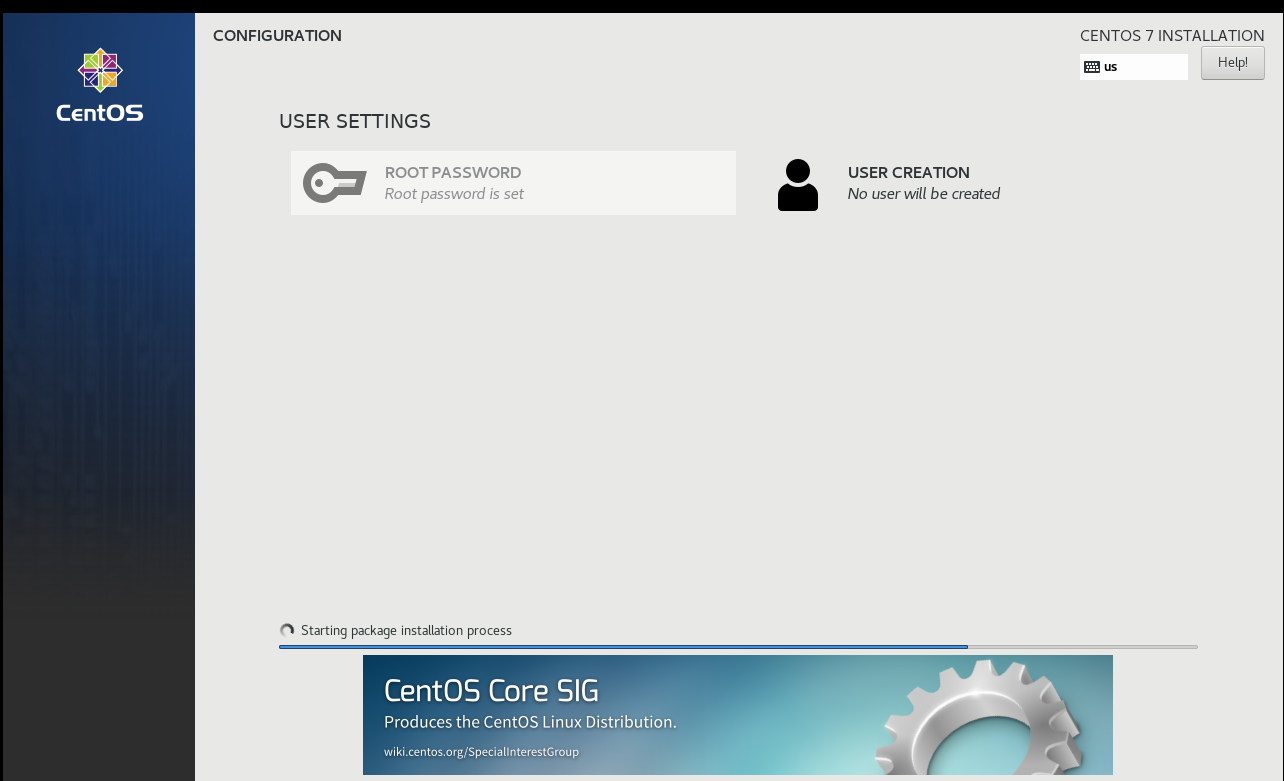 CentOS
CONFIGURATION
CENTOS 7 INSTALLATION
us
Help!
USER SETTINGS
ROOT PASSWORD
Root password is set
USER CREATION
No user will be created
Starting package installation process
CentOS Core SIG
Produces the CentOS Linux Distribution.
wiki.centos.org/SpecialInterestGroup